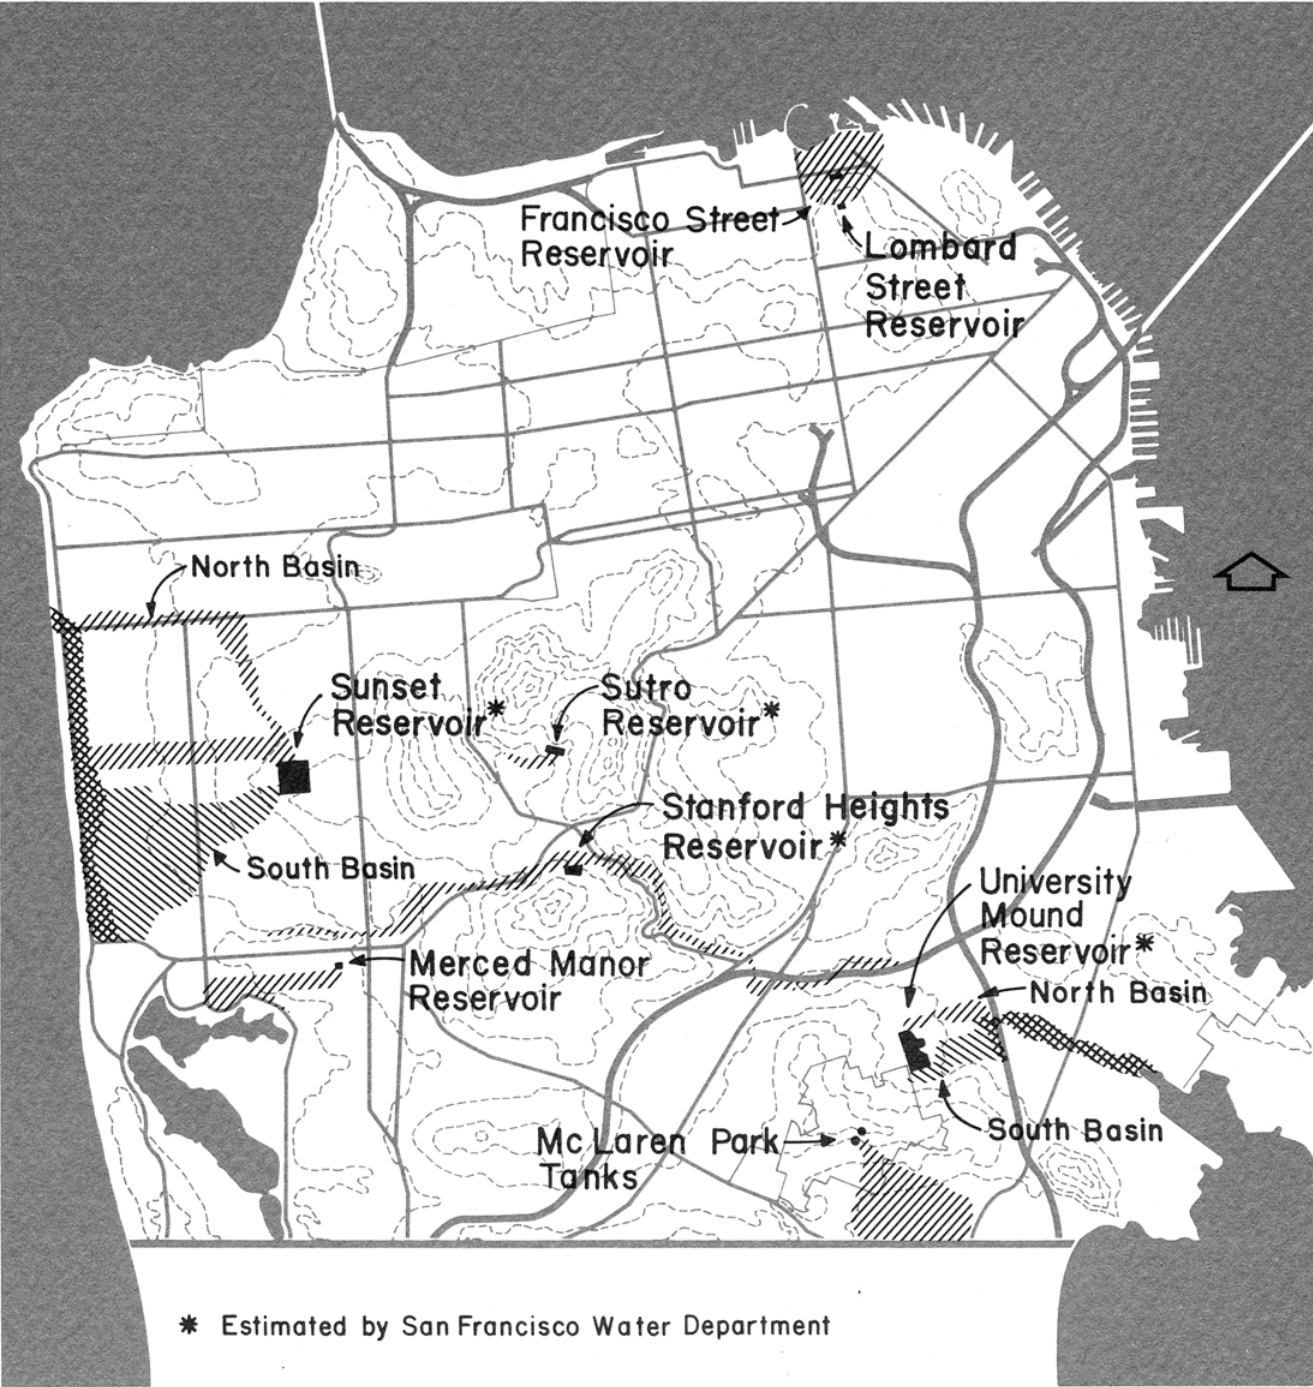 Francisco Street
Reservoir
Lombard
Street
Reservoir
North Basin
Sunset
Reservoir*
Sutro
Reservoir*
Stanford Heights
Reservoir*
South Basin
University
Mound
Reservoir*
Merced Manor
Reservoir
North Basin
South Basin
Mc Laren Park
Tanks
* Estimated by San Francisco Water Department